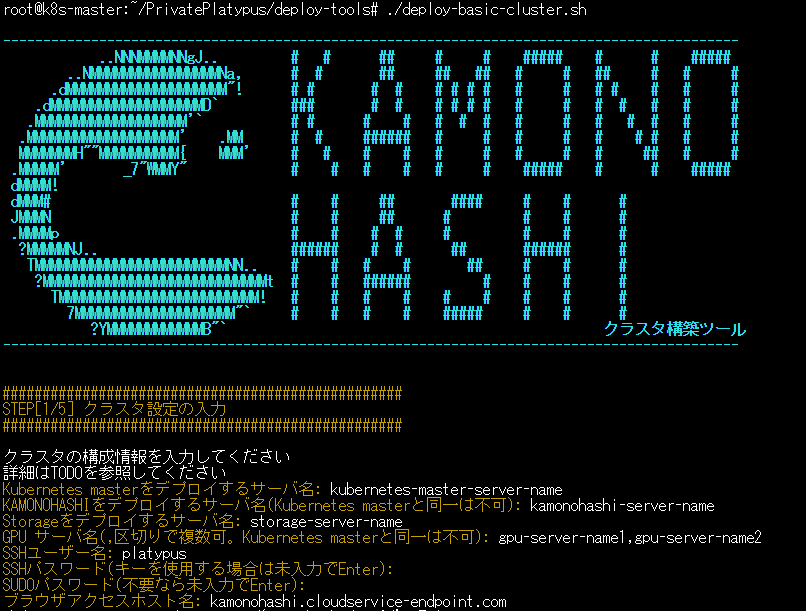 root@k8s-master:~/PrivatePlatypus/deploy-tools# ./deploy-basic-cluster.sh
KAMONO
HASHI
クラスタ構築ツール
##################################################
STEP[1/5] クラスタ設定の入力
##################################################
クラスタの構成情報を入力してください
詳細はTODOを参照してください
Kubernetes masterをデプロイするサーバ名: kubernetes-master-server-name
KAMONOHASHIをデプロイするサーバ名(Kubernetes masterと同一は不可): kamonohashi-server-name
Storageをデプロイするサーバ名: storage-server-name
GPU サーバ名(,区切りで複数可。Kubernetes masterと同一は不可): gpu-server-name1,gpu-server-name2
SSHユーザー名: platypus
SSHパスワード(キーを使用する場合は未入力でEnter):
SUDOパスワード(不要なら未入力でEnter):
ブラウザアクセスホスト名: kamonohashi.cloudservice-endpoint.com